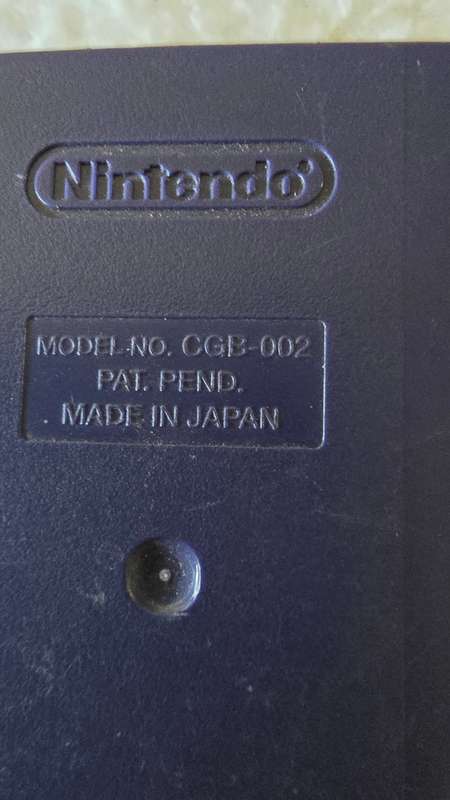 Nintendo®
MODEL NO. CGB-002
PAT. PEND.
MADE IN JAPAN